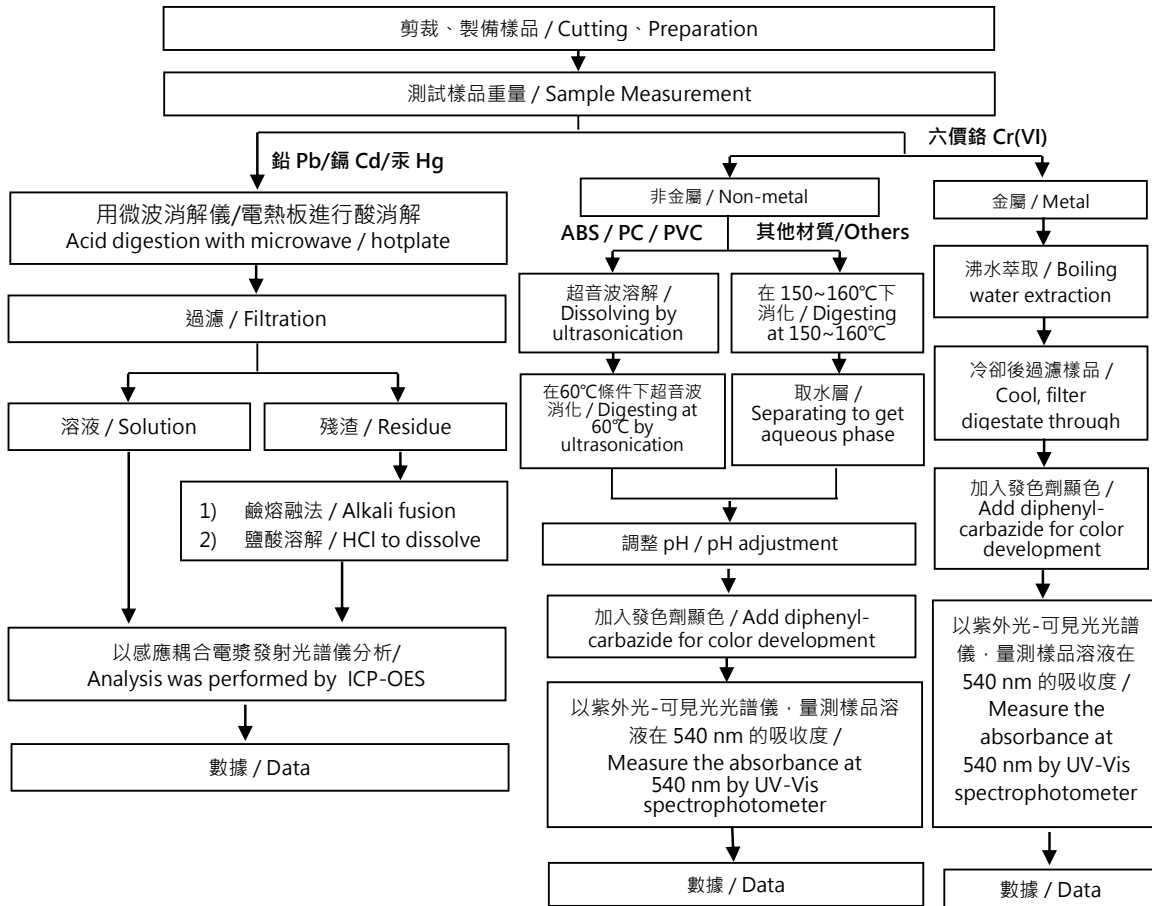 剪裁、製備樣品 / Cutting、Preparation
測試樣品重量 / Sample Measurement
鉛 Pb/鎘 Cd/汞 Hg
六價鉻 Cr(VI)
用微波消解儀/電熱板進行酸消解
Acid digestion with microwave / hotplate
過濾 / Filtration
溶液 / Solution
殘渣 / Residue
1) 鹼熔融法 / Alkali fusion
2) 鹽酸溶解 / HCl to dissolve
以感應耦合電漿發射光譜儀分析/
Analysis was performed by ICP-OES
數據 / Data
非金屬 / Non-metal
ABS / PC / PVC
其他材質/Others
超音波溶解 /
Dissolving by
ultrasonication
在 150~160℃下
消化 / Digesting
at 150~160℃
在60℃條件下超音波
消化 / Digesting at
60℃ by
ultrasonication
取水層 /
Separating to get
aqueous phase
調整 pH / pH adjustment
加入發色劑顯色 / Add diphenyl-
carbazide for color development
以紫外光-可見光光譜儀，量測樣品溶
液在 540 nm 的吸收度 /
Measure the absorbance at
540 nm by UV-Vis
spectrophotometer
數據 / Data
金屬 / Metal
沸水萃取 / Boiling
water extraction
冷卻後過濾樣品 /
Cool, filter
digestate through
加入發色劑顯色 /
Add diphenyl-
carbazide for color
development
以紫外光-可見光光譜
儀，量測樣品溶液在
540 nm 的吸收度 /
Measure the
absorbance at
540 nm by UV-Vis
spectrophotometer
數據 / Data